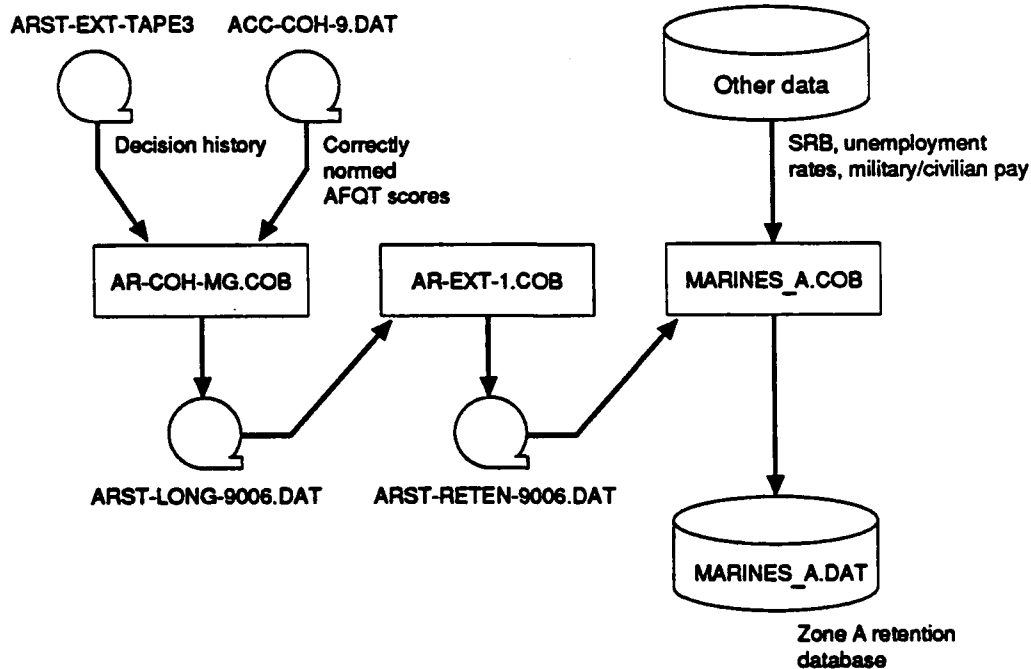 ARST-EXT-TAPE3
ACC-COH-9.DAT
Other data
Decision history
Correctly
normed
AFQT scores
SRB, unemployment
rates, military/civilian pay
AR-COH-MG.COB
AR-EXT-1.COB
MARINES_A.COB
ARST-LONG-9006.DAT
ARST-RETEN-9006.DAT
MARINES_A.DAT
Zone A retention
database